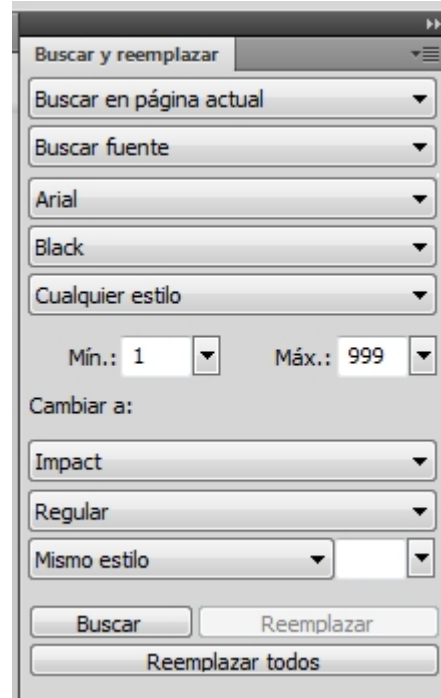 Buscar y reemplazar
Buscar en página actual
Buscar fuente
Arial
Black
Cualquier estilo
Mín.: 1 Máx.: 999
Cambiar a:
Impact
Regular
Mismo estilo
Buscar Reemplazar
Reemplazar todos